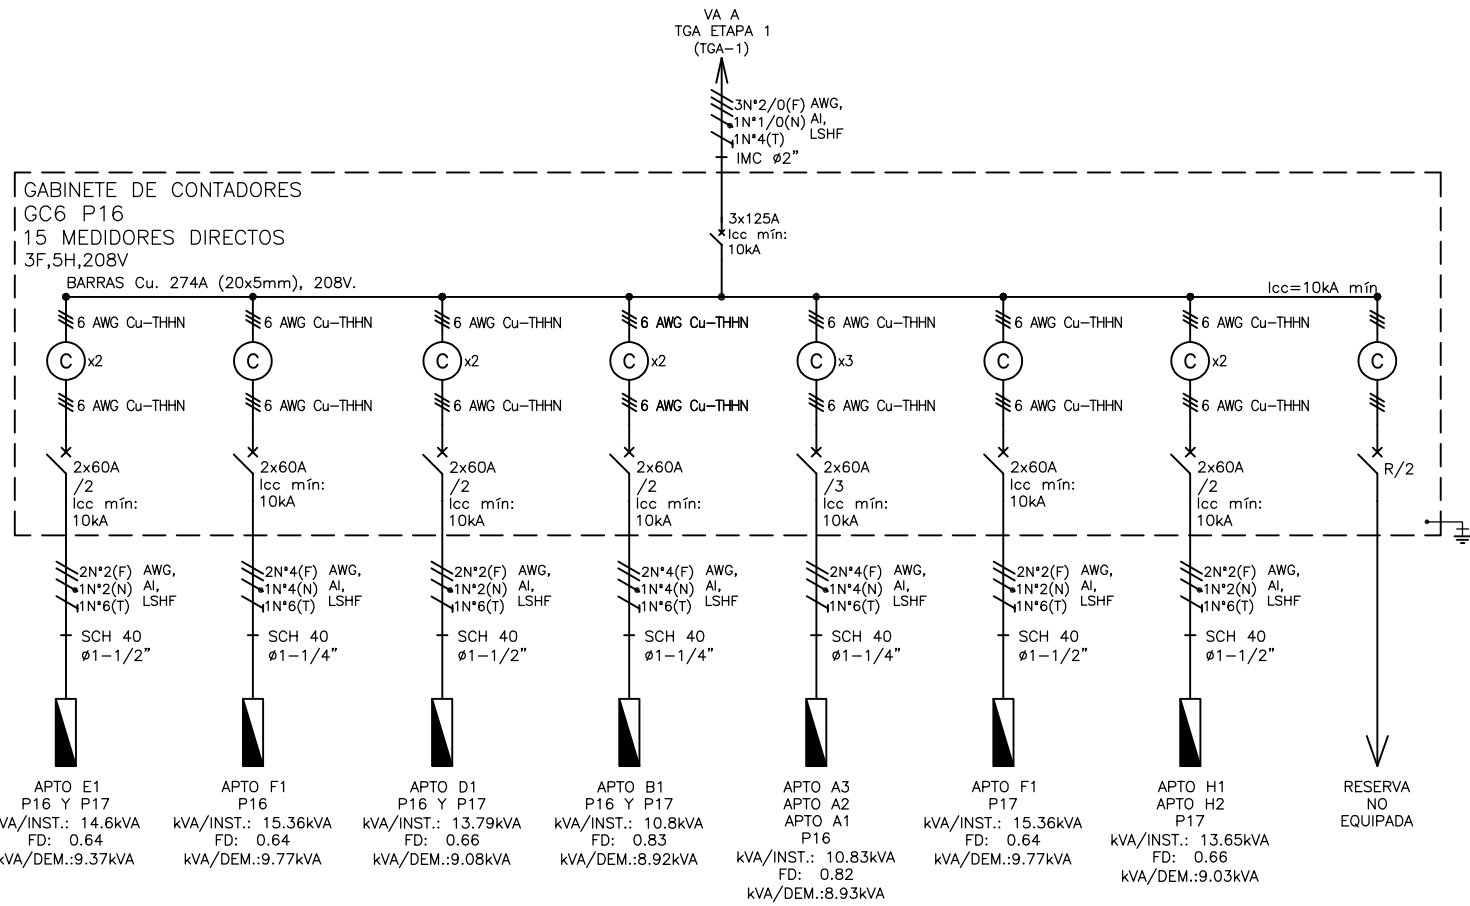 VA A
TGA ETAPA 1
(TGA-1)
3N°2/0(F) AWG,
1N°1/0(N) Al,
1N°4(T) LSHF
IMC ø2"
GABINETE DE CONTADORES
GC6 P16
15 MEDIDORES DIRECTOS
3F,5H,208V
3x125A
Icc mín:
10kA
BARRAS Cu. 274A (20x5mm), 208V.
Icc=10kA mín
6 AWG Cu-THHN
C x2
6 AWG Cu-THHN
2x60A
/2
Icc mín:
10kA
2N°2(F) AWG,
1N°2(N) Al,
1N°6(T) LSHF
SCH 40
ø1-1/2"
APTO E1
P16 Y P17
VA/INST.: 14.6kVA
FD: 0.64
kVA/DEM.:9.37kVA
6 AWG Cu-THHN
C
6 AWG Cu-THHN
2x60A
Icc mín:
10kA
2N°4(F) AWG,
1N°4(N) Al,
1N°6(T) LSHF
SCH 40
ø1-1/4"
APTO F1
P16
kVA/INST.: 15.36kVA
FD: 0.64
kVA/DEM.:9.77kVA
6 AWG Cu-THHN
C x2
6 AWG Cu-THHN
2x60A
/2
Icc mín:
10kA
2N°2(F) AWG,
1N°2(N) Al,
1N°6(T) LSHF
SCH 40
ø1-1/2"
APTO D1
P16 Y P17
kVA/INST.: 13.79kVA
FD: 0.66
kVA/DEM.:9.08kVA
6 AWG Cu-THHN
C x2
6 AWG Cu-THHN
2x60A
/2
Icc mín:
10kA
2N°4(F) AWG,
1N°4(N) Al,
1N°6(T) LSHF
SCH 40
ø1-1/4"
APTO B1
P16 Y P17
kVA/INST.: 10.8kVA
FD: 0.83
kVA/DEM.:8.92kVA
6 AWG Cu-THHN
C x3
6 AWG Cu-THHN
2x60A
/3
Icc mín:
10kA
2N°4(F) AWG,
1N°4(N) Al,
1N°6(T) LSHF
SCH 40
ø1-1/4"
APTO A3
APTO A2
APTO A1
P16
kVA/INST.: 10.83kVA
FD: 0.82
kVA/DEM.:8.93kVA
6 AWG Cu-THHN
C
6 AWG Cu-THHN
2x60A
Icc mín:
10kA
2N°2(F) AWG,
1N°2(N) Al,
1N°6(T) LSHF
SCH 40
ø1-1/2"
APTO F1
P17
kVA/INST.: 15.36kVA
FD: 0.64
kVA/DEM.:9.77kVA
6 AWG Cu-THHN
C x2
6 AWG Cu-THHN
2x60A
/2
Icc mín:
10kA
2N°2(F) AWG,
1N°2(N) Al,
1N°6(T) LSHF
SCH 40
ø1-1/2"
APTO H1
APTO H2
P17
kVA/INST.: 13.65kVA
FD: 0.66
kVA/DEM.:9.03kVA
C
R/2
RESERVA
NO
EQUIPADA